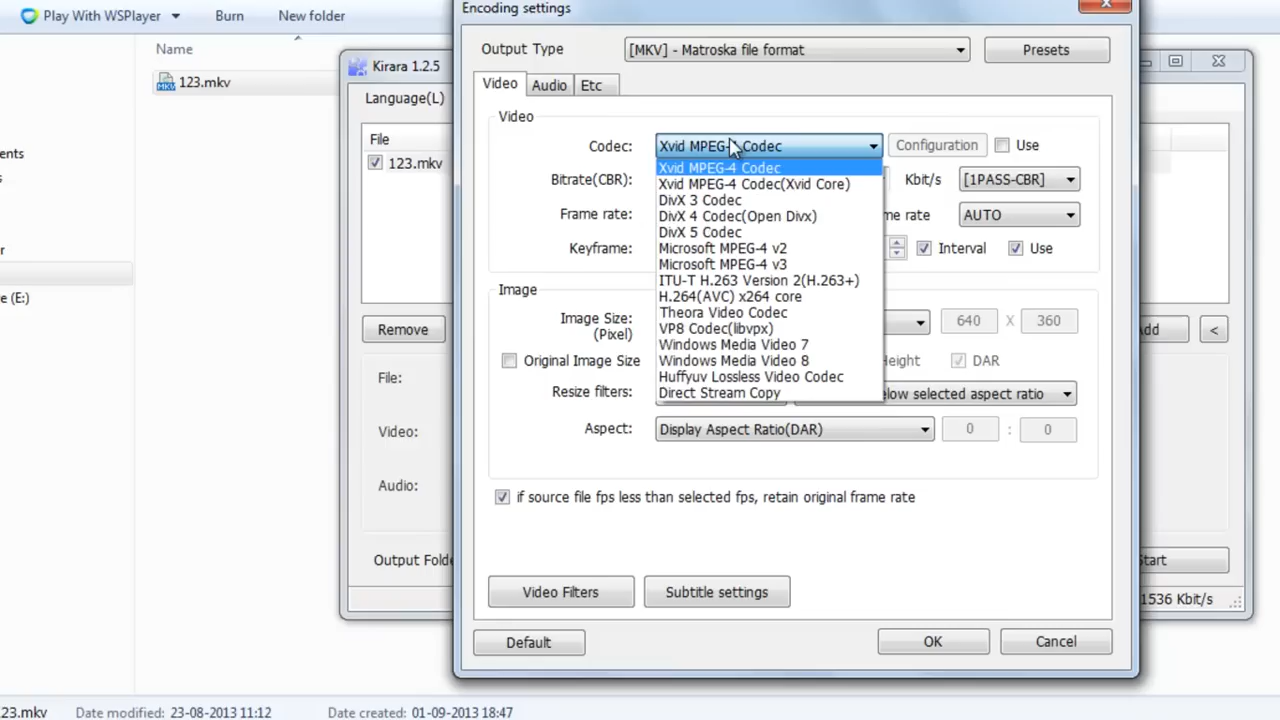 Play With WSPlayer
Burn
New folder
Name
123.mkv
(E:)
23.mkv
Date modified: 23-08-2013 11:12
Date created: 01-09-2013 18:47
Kirara 1.2.5
Language(L)
File
123.mkv
Remove
<
File:
Video:
Audio:
1536 Kbit/s
Encoding settings
Output Type
[MKV] - Matroska file format
Presets
Video
Audio
Etc
Video
Codec:
Xvid MPEG-
Codec
Configuration
Use
Xvid MPEG-4 Codec
Xvid MPEG-4 Codec(Xvid Core)
DivX 3 Codec
DivX 4 Codec(Open Divx)
DivX 5 Codec
Microsoft MPEG-4 v2
Microsoft MPEG-4 v3
ITU-T H.263 Version 2(H.263+)
H.264(AVC) x264 core
Theora Video Codec
VP8 Codec(libvpx)
Windows Media Video 7
Windows Media Video 8
Huffyuv Lossless Video Codec
Direct Stream Copy
Bitrate(CBR):
Kbit/s
[1PASS-CBR]
Frame rate:
rate
AUTO
Keyframe:
Interval
Use
Image
Image Size:
(Pixel)
640
X
360
Original Image Size
DAR
Resize filters:
selected aspect ratio
Aspect:
Display Aspect Ratio(DAR)
0
:
0
if source file fps less than selected fps, retain original frame rate
Video Filters
Subtitle settings
Default
OK
Cancel
Output